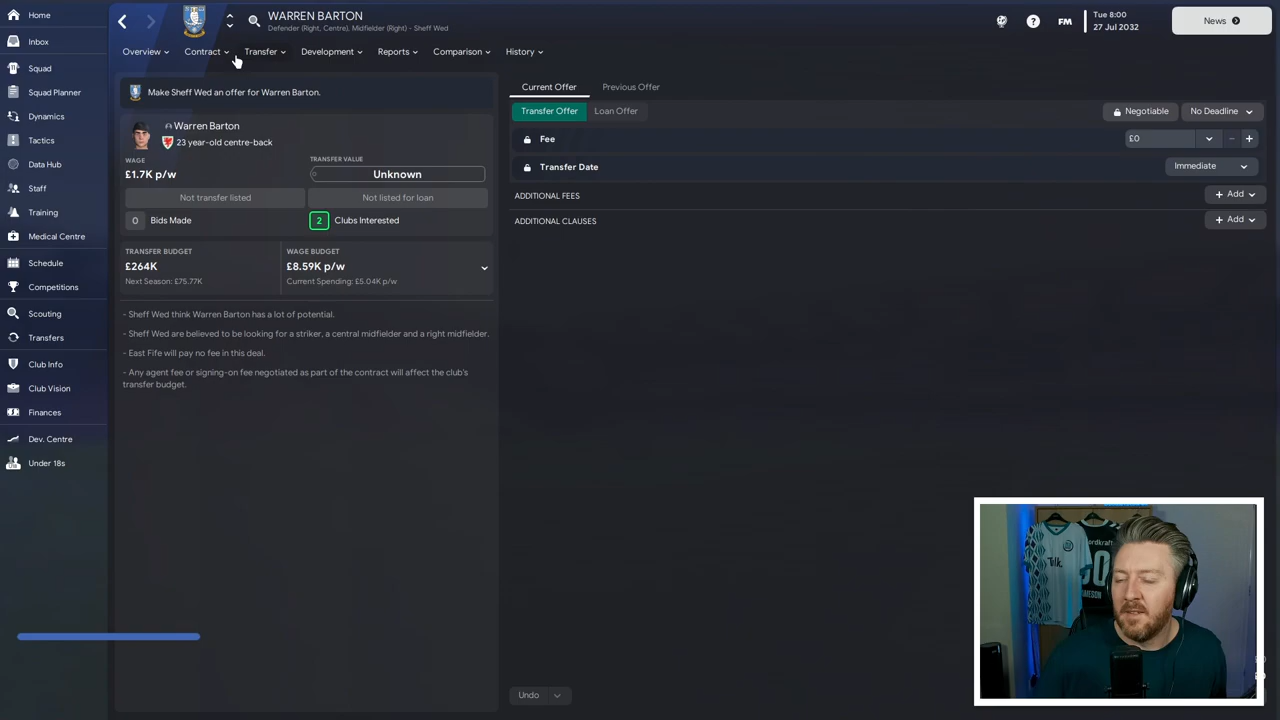 Home
Inbox
Squad
Squad Planner
Dynamics
Tactics
Data Hub
Staff
Training
Medical Centre
Schedule
Competitions
Scouting
Transfers
Club Info
Club Vision
Finances
Dev. Centre
Under 18s
WARREN BARTON
Defender (Right, Centre), Midfielder (Right) - Sheff Wed
FM
Tue 8:00
27 Jul 2032
News
Overview
Contract
Transfer
Development
Reports
Comparison
History
Make Sheff Wed an offer for Warren Barton.
Warren Barton
23 year-old centre-back
WAGE
£1.7K p/w
TRANSFER VALUE
Unknown
Not transfer listed
Not listed for loan
0 Bids Made
2 Clubs Interested
TRANSFER BUDGET
£264K
Next Season: £75.77K
WAGE BUDGET
£8.59K p/w
Current Spending: £5.04K p/w
- Sheff Wed think Warren Barton has a lot of potential.
- Sheff Wed are believed to be looking for a striker, a central midfielder and a right midfielder.
- East Fife will pay no fee in this deal.
- Any agent fee or signing-on fee negotiated as part of the contract will affect the club's
transfer budget.
Current Offer
Previous Offer
Transfer Offer
Loan Offer
Negotiable
No Deadline
Fee
£0
Transfer Date
Immediate
ADDITIONAL FEES
+ Add
ADDITIONAL CLAUSES
+ Add
Undo